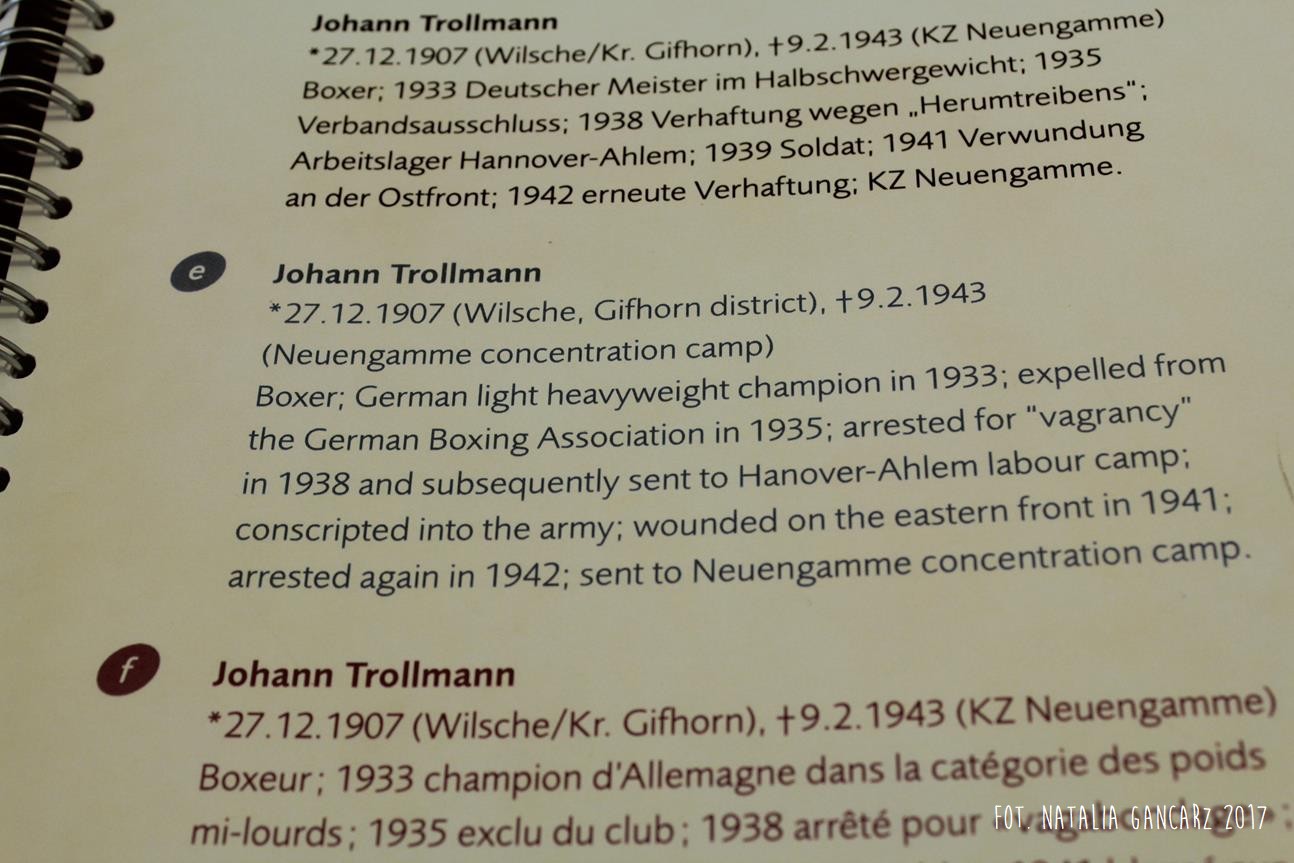 Johann Trollmann
*27.12.1907 (Wilsche/Kr. Gifhorn), †9.2.1943 (KZ Neuengamme)
Boxer; 1933 Deutscher Meister im Halbschwergewicht; 1935
Verbandsausschluss; 1938 Verhaftung wegen „Herumtreibens";
Arbeitslager Hannover-Ahlem; 1939 Soldat; 1941 Verwundung
an der Ostfront; 1942 erneute Verhaftung; KZ Neuengamme.
e
Johann Trollmann
*27.12.1907 (Wilsche, Gifhorn district), †9.2.1943
(Neuengamme concentration camp)
Boxer; German light heavyweight champion in 1933; expelled from
the German Boxing Association in 1935; arrested for "vagrancy"
in 1938 and subsequently sent to Hanover-Ahlem labour camp;
conscripted into the army; wounded on the eastern front in 1941;
arrested again in 1942; sent to Neuengamme concentration camp.
f
Johann Trollmann
*27.12.1907 (Wilsche/Kr. Gifhorn), †9.2.1943 (KZ Neuengamme)
Boxeur ; 1933 champion d'Allemagne dans la catégorie des poids
mi-lourds ; 1935 exclu du club ; 1938 arrêté pour
FOT. NATALIA GANCARZ 2017